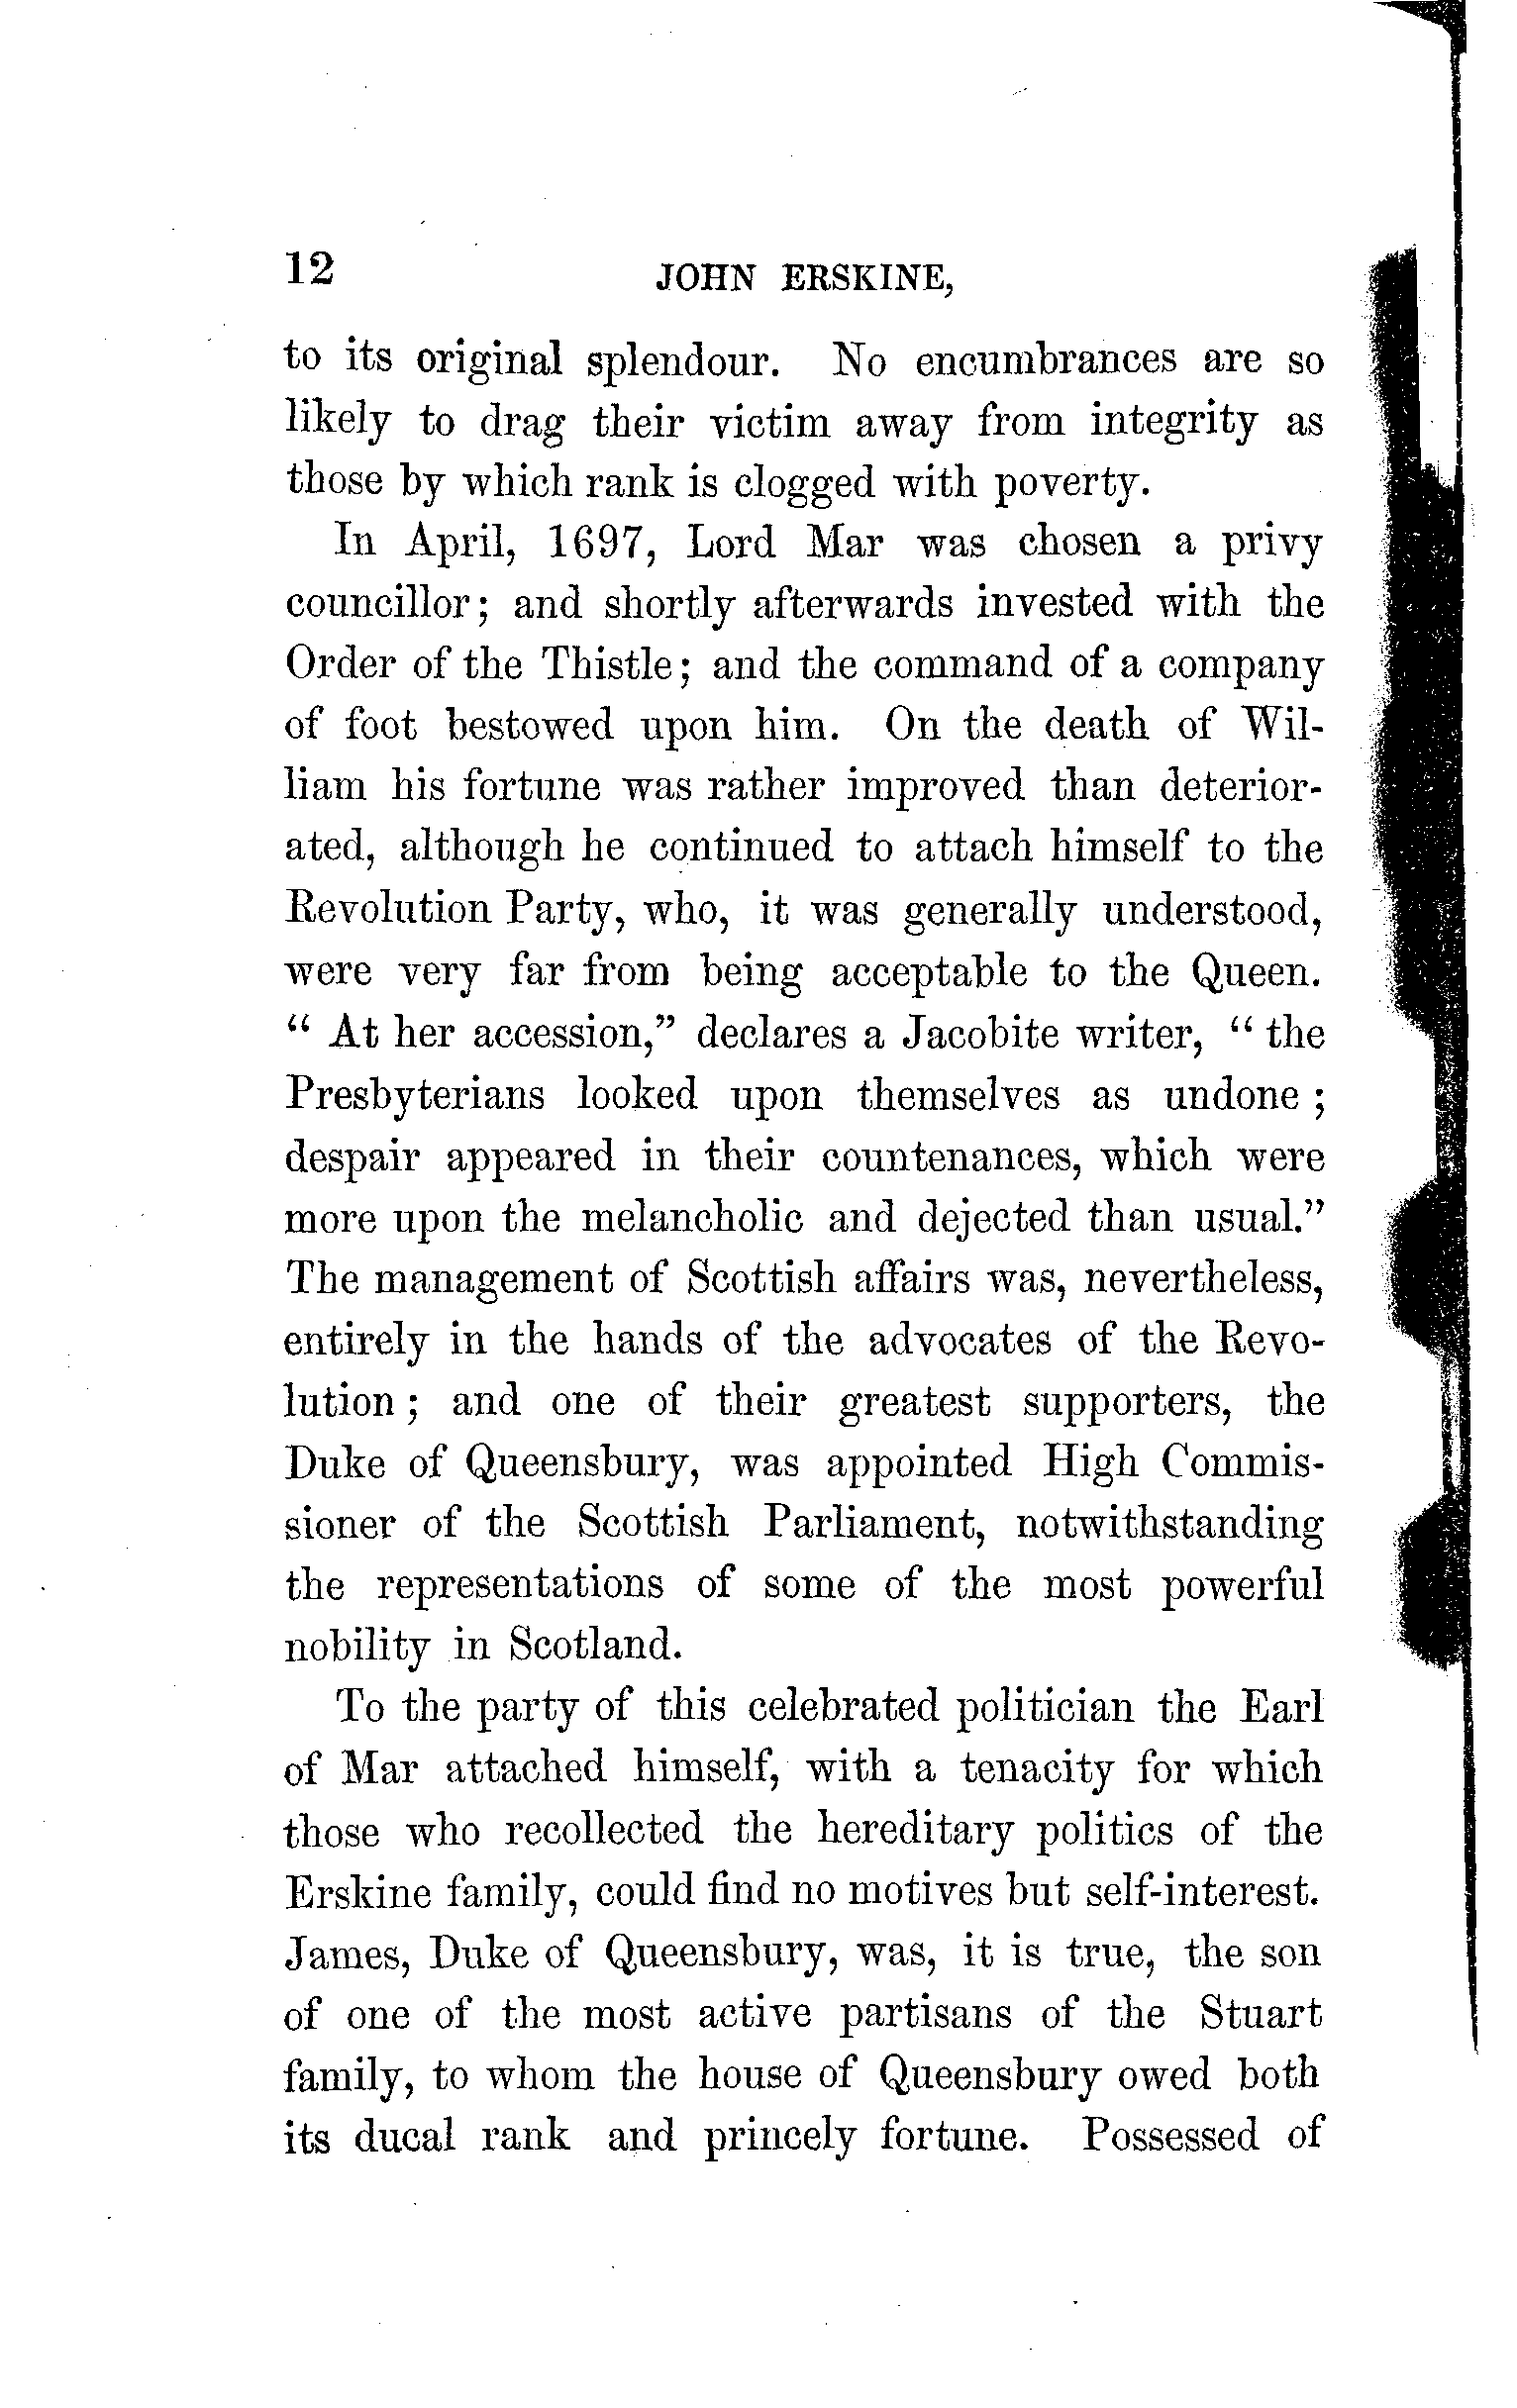 12 JOHN ERSKINE,
to its original splendour. No encumbrances are so
likely to drag their victim away from integrity as
those by which rank is clogged with poverty.
In April, 1697, Lord Mar was chosen a privy
councillor; and shortly afterwards invested with the
Order of the Thistle; and the command of a company
of foot bestowed upon him. On the death of Wil-
liam his fortune was rather improved than deterior-
ated, although he continued to attach himself to the
Revolution Party, who, it was generally understood,
were very far from being acceptable to the Queen.
“ At her accession,” declares a Jacobite writer, “ the
Presbyterians looked upon themselves as undone ;
despair appeared in their countenances, which were
more upon the melancholic and dejected than usual.”
The management of Scottish affairs was, nevertheless,
entirely in the hands of the advocates of the Revo-
lution ; and one of their greatest supporters, the
Duke of Queensbury, was appointed High Commis-
sioner of the Scottish Parliament, notwithstanding
the representations of some of the most powerful
nobility in Scotland.
To the party of this celebrated politician the Earl
of Mar attached himself, with a tenacity for which
those who recollected the hereditary politics of the
Erskine family, could find no motives but self-interest.
James, Duke of Queensbury, was, it is true, the son
of one of the most active partisans of the Stuart
family, to whom the house of Queensbury owed both
its ducal rank and princely fortune. Possessed of